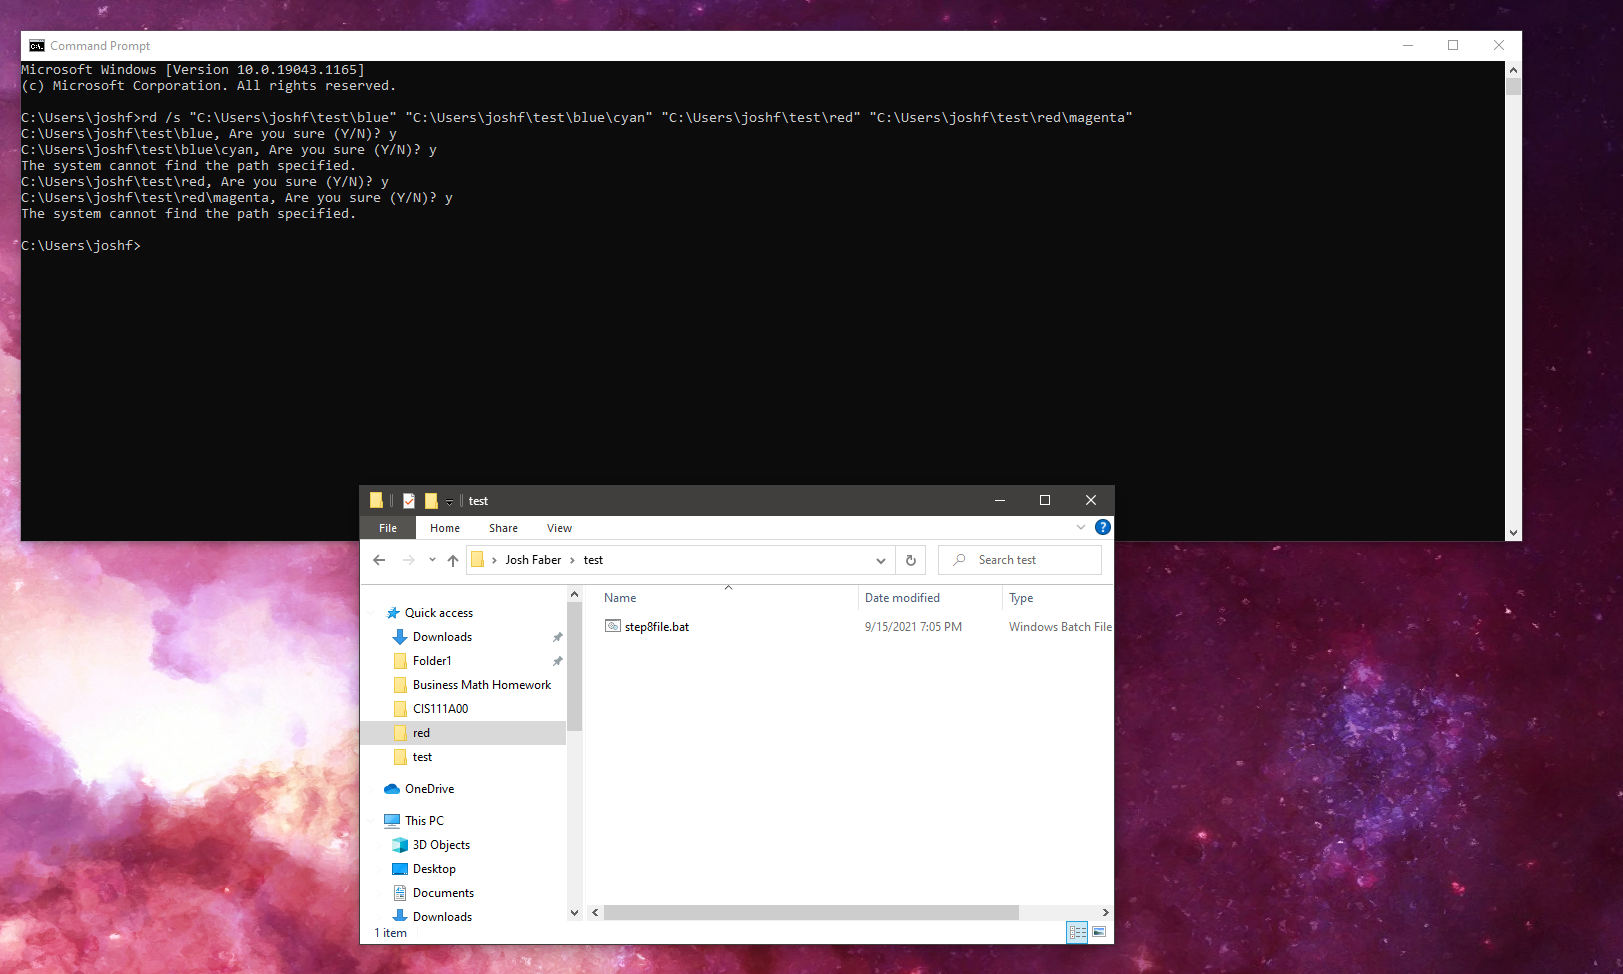 Command Prompt
Microsoft Windows [Version 10.0.19043.1165]
(c) Microsoft Corporation. All rights reserved.
C:\Users\joshf>rd /s "C:\Users\joshf\test\blue" "C:\Users\joshf\test\blue\cyan" "C:\Users\joshf\test\red" "C:\Users\joshf\test\red\magenta"
C:\Users\joshf\test\blue, Are you sure (Y/N)? y
C:\Users\joshf\test\blue\cyan, Are you sure (Y/N)? y
The system cannot find the path specified.
C:\Users\joshf\test\red, Are you sure (Y/N)? y
C:\Users\joshf\test\red\magenta, Are you sure (Y/N)? y
The system cannot find the path specified.
C:\Users\joshf>
test
File Home Share View
Josh Faber > test
Search test
Name Date modified Type
step8file.bat 9/15/2021 7:05 PM Windows Batch File
Quick access
Downloads
Folder1
Business Math Homework
CIS111A00
red
test
OneDrive
This PC
3D Objects
Desktop
Documents
Downloads
1 item